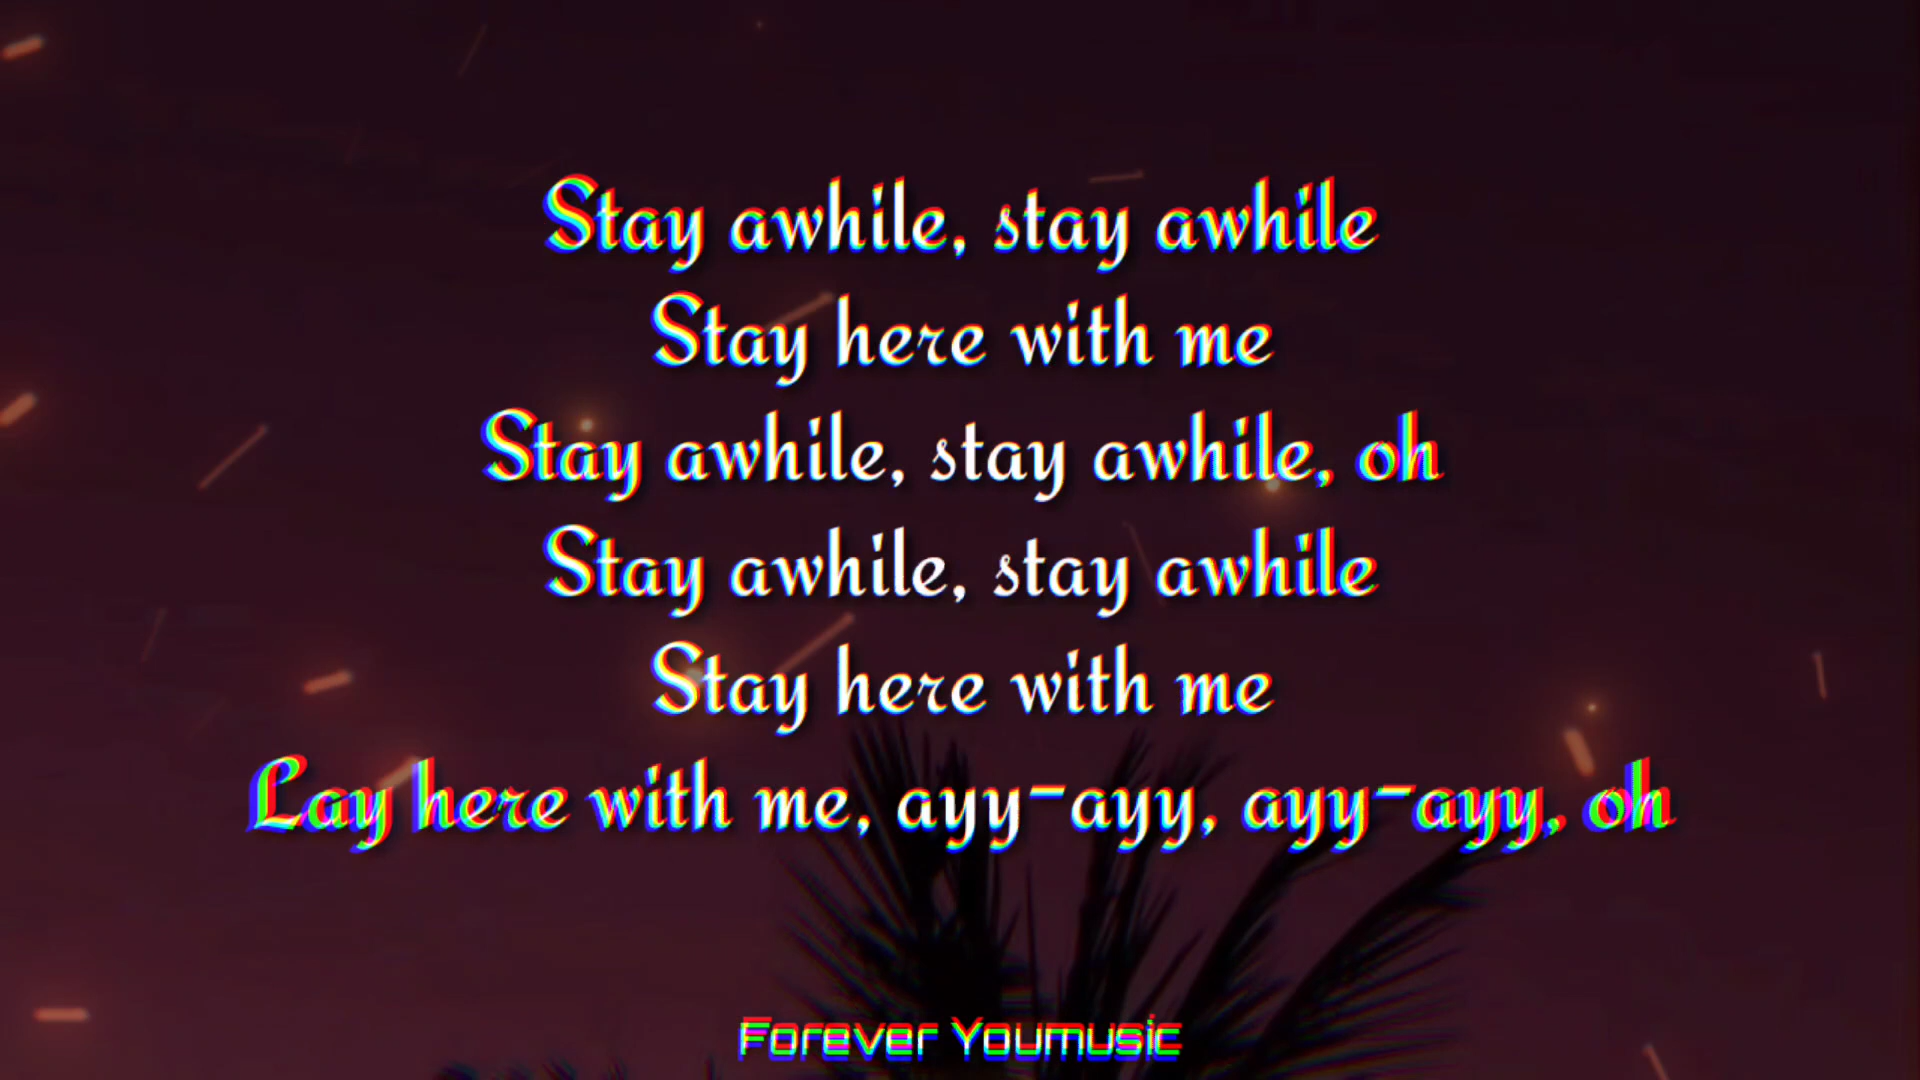 Stay awhile, stay awhile
Stay here with me
Stay awhile, stay awhile, oh
Stay awhile, stay awhile
Stay here with me
Lay here with me, ayy-ayy, ayy-ayy, oh
Forever Youmusic